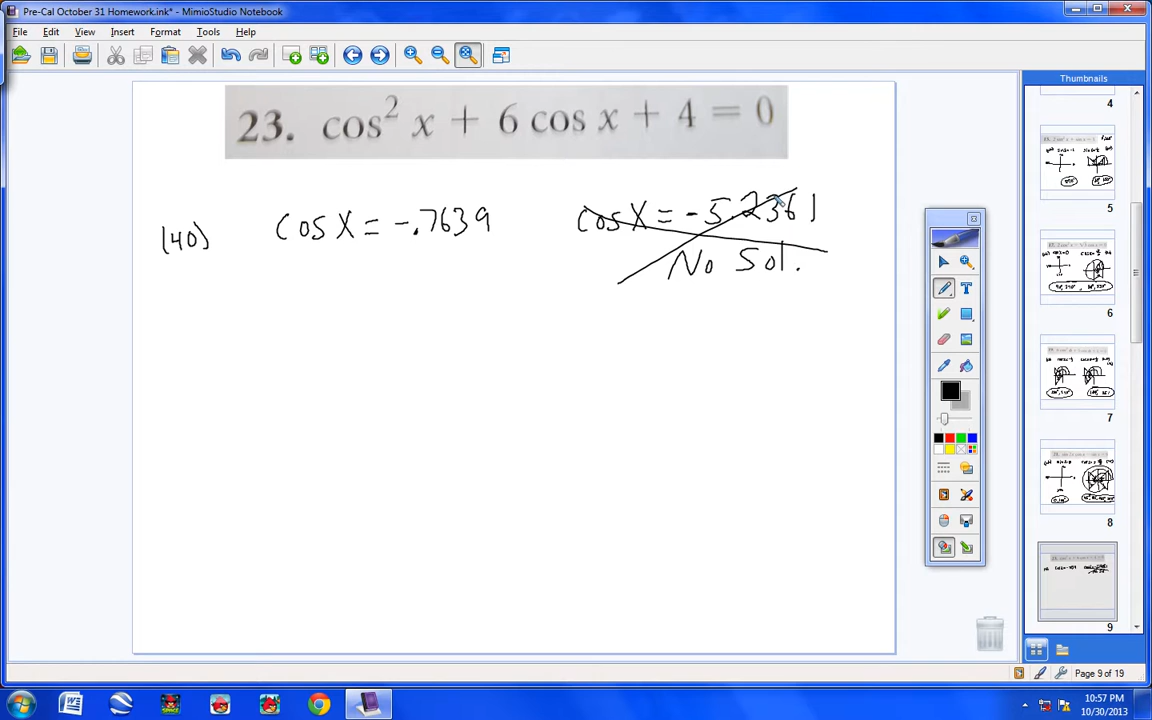 Pre-Cal October 31 Homework.ink* - MimioStudio Notebook
File Edit View Insert Format Tools Help
Thumbnails
23. cos² x + 6 cos x + 4 = 0
(40) cos X = -.7639 cos X = -5.2361
No Sol.
4
5
6
7
8
9
Page 9 of 19
10:57 PM
10/30/2013